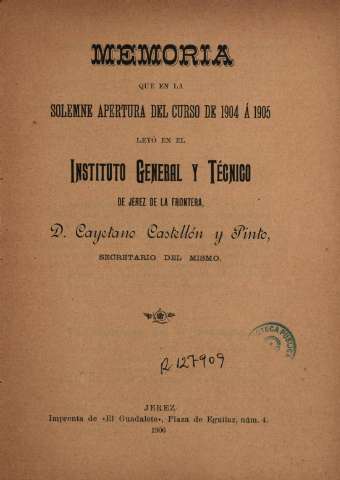 MEMORIA
QUE EN LA
SOLEMNE APERTURA DEL CURSO DE 1904 Á 1905
LEYÓ EN EL
INSTITUTO GENERAL Y TÉCNICO
DE JEREZ DE LA FRONTERA,
D. Cayetano Castellón y Pinto,
SECRETARIO DEL MISMO.
R-127909
JEREZ
Imprenta de «El Guadalete», Plaza de Eguilaz, núm. 4.
1906